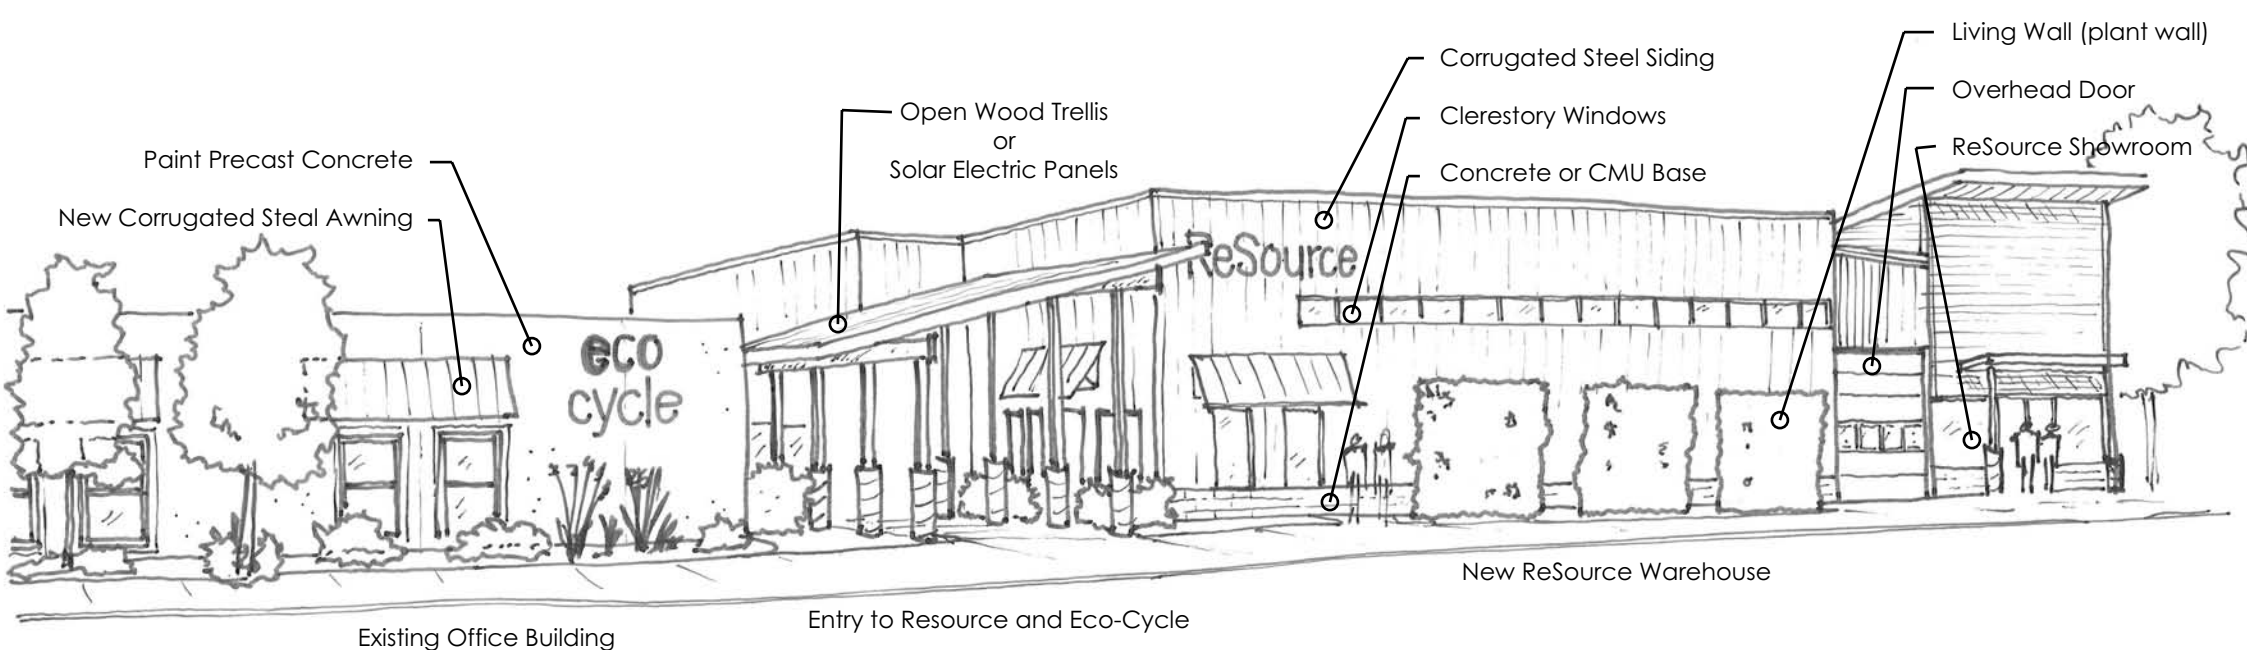 Living Wall (plant wall)
Corrugated Steel Siding
Overhead Door
Open Wood Trellis
or
Solar Electric Panels
Clerestory Windows
ReSource Showroom
Paint Precast Concrete
Concrete or CMU Base
New Corrugated Steal Awning
ReSource
eco
cycle
New ReSource Warehouse
Entry to Resource and Eco-Cycle
Existing Office Building